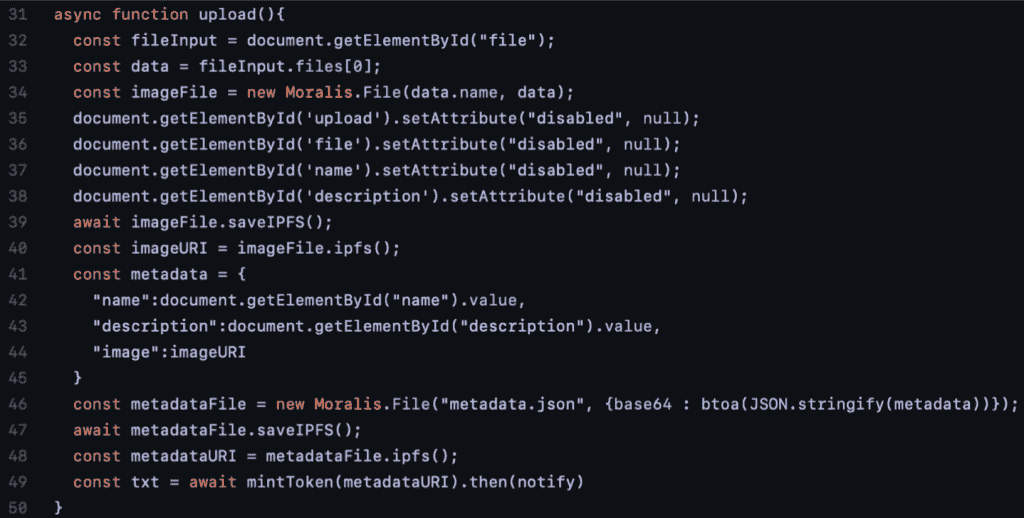 31 async function upload(){
32 const fileInput = document.getElementById("file");
33 const data = fileInput.files[0];
34 const imageFile = new Moralis.File(data.name, data);
35 document.getElementById('upload').setAttribute("disabled", null);
36 document.getElementById('file').setAttribute("disabled", null);
37 document.getElementById('name').setAttribute("disabled", null);
38 document.getElementById('description').setAttribute("disabled", null);
39 await imageFile.saveIPFS();
40 const imageURI = imageFile.ipfs();
41 const metadata = {
42 "name":document.getElementById("name").value,
43 "description":document.getElementById("description").value,
44 "image":imageURI
45 }
46 const metadataFile = new Moralis.File("metadata.json", {base64 : btoa(JSON.stringify(metadata))});
47 await metadataFile.saveIPFS();
48 const metadataURI = metadataFile.ipfs();
49 const txt = await mintToken(metadataURI).then(notify)
50 }